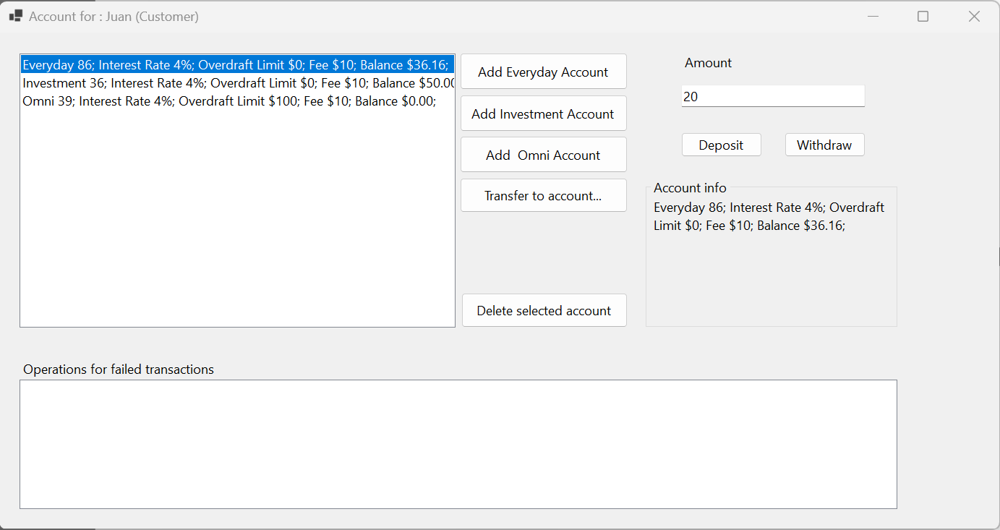 Account for : Juan (Customer)
Everyday 86; Interest Rate 4%; Overdraft Limit $0; Fee $10; Balance $36.16;
Investment 36; Interest Rate 4%; Overdraft Limit $0; Fee $10; Balance $50.00
Omni 39; Interest Rate 4%; Overdraft Limit $100; Fee $10; Balance $0.00;
Add Everyday Account
Add Investment Account
Add  Omni Account
Transfer to account...
Delete selected account
Amount
20
Deposit
Withdraw
Account info
Everyday 86; Interest Rate 4%; Overdraft
Limit $0; Fee $10; Balance $36.16;
Operations for failed transactions